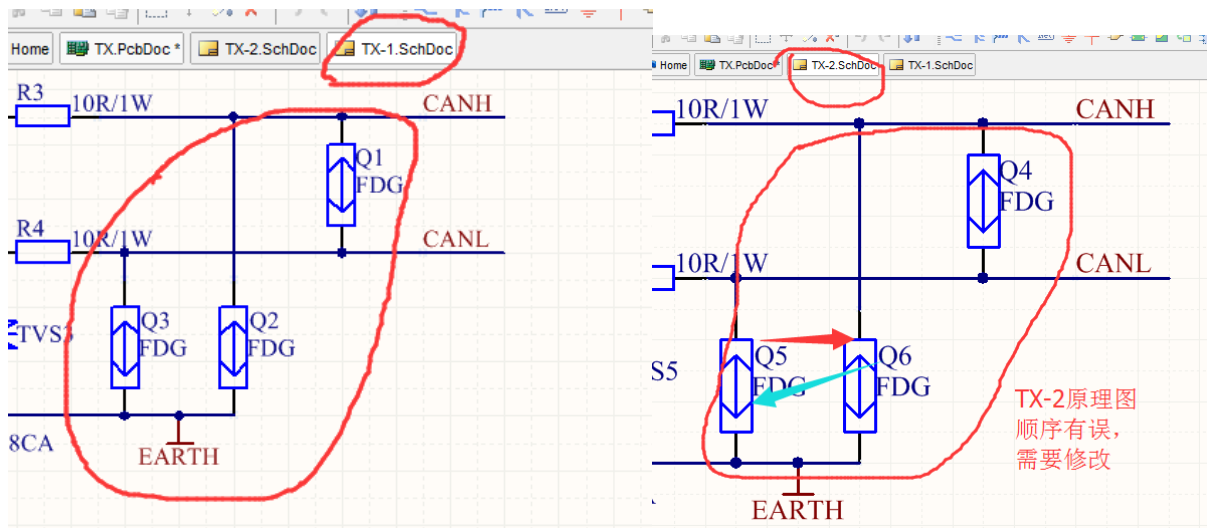 Home
TX.PcbDoc *
TX-2.SchDoc
TX-1.SchDoc
R3
10R/1W
CANH
Q1
FDG
R4
10R/1W
CANL
Q3
FDG
Q2
FDG
TVS3
8CA
EARTH
Home
TX.PcbDoc*
TX-2.SchDoc
TX-1.SchDoc
10R/1W
CANH
Q4
FDG
10R/1W
CANL
Q5
FDG
Q6
FDG
S5
TX-2原理图
顺序有误，
需要修改
EARTH